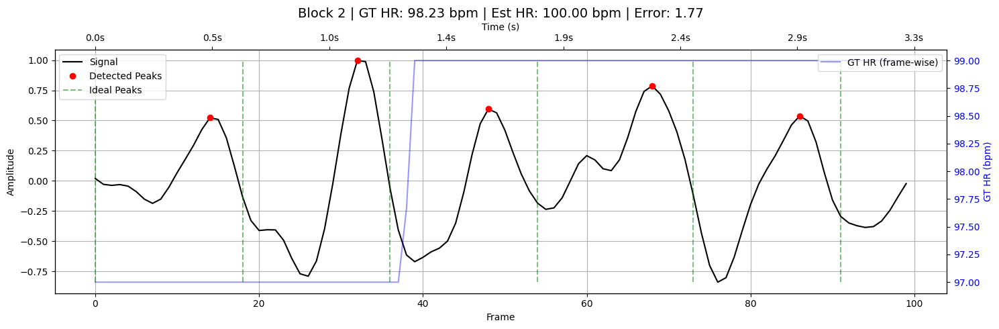 Block 2 | GT HR: 98.23 bpm | Est HR: 100.00 bpm | Error: 1.77
Time (s)
0.0s 0.5s 1.0s 1.4s 1.9s 2.4s 2.9s 3.3s
Signal
Detected Peaks
Ideal Peaks
GT HR (frame-wise)
Amplitude
1.00
0.75
0.50
0.25
0.00
−0.25
−0.50
−0.75
99.00
98.75
98.50
98.25
98.00
97.75
97.50
97.25
97.00
GT HR (bpm)
0 20 40 60 80 100
Frame